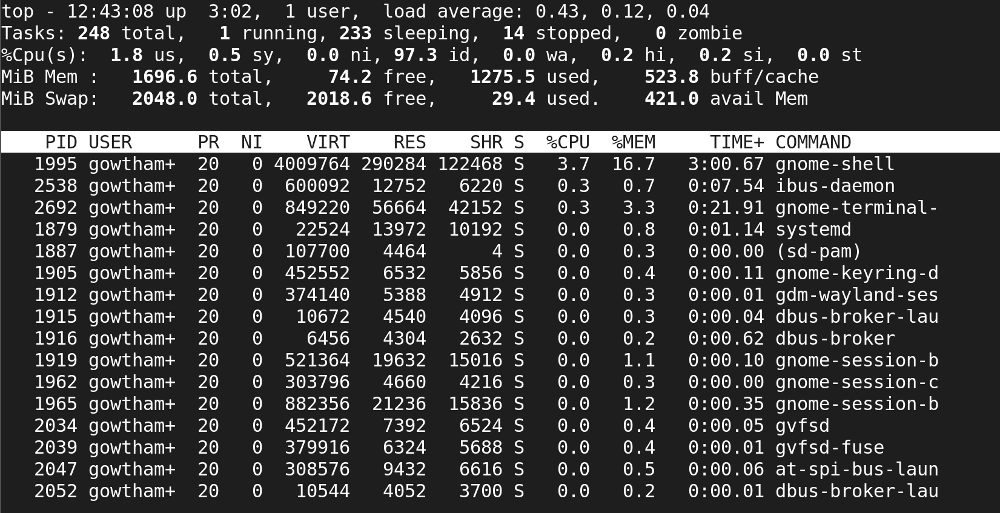 top - 12:43:08 up  3:02,  1 user,  load average: 0.43, 0.12, 0.04
Tasks: 248 total,   1 running, 233 sleeping,  14 stopped,   0 zombie
%Cpu(s):  1.8 us,  0.5 sy,  0.0 ni, 97.3 id,  0.0 wa,  0.2 hi,  0.2 si,  0.0 st
MiB Mem :   1696.6 total,     74.2 free,   1275.5 used,    523.8 buff/cache
MiB Swap:   2048.0 total,   2018.6 free,     29.4 used.    421.0 avail Mem
    PID USER      PR  NI    VIRT    RES    SHR S  %CPU  %MEM     TIME+ COMMAND
   1995 gowtham+  20   0 4009764 290284 122468 S   3.7  16.7   3:00.67 gnome-shell
   2538 gowtham+  20   0  600092  12752   6220 S   0.3   0.7   0:07.54 ibus-daemon
   2692 gowtham+  20   0  849220  56664  42152 S   0.3   3.3   0:21.91 gnome-terminal-
   1879 gowtham+  20   0   22524  13972  10192 S   0.0   0.8   0:01.14 systemd
   1887 gowtham+  20   0  107700   4464      4 S   0.0   0.3   0:00.00 (sd-pam)
   1905 gowtham+  20   0  452552   6532   5856 S   0.0   0.4   0:00.11 gnome-keyring-d
   1912 gowtham+  20   0  374140   5388   4912 S   0.0   0.3   0:00.01 gdm-wayland-ses
   1915 gowtham+  20   0   10672   4540   4096 S   0.0   0.3   0:00.04 dbus-broker-lau
   1916 gowtham+  20   0    6456   4304   2632 S   0.0   0.2   0:00.62 dbus-broker
   1919 gowtham+  20   0  521364  19632  15016 S   0.0   1.1   0:00.10 gnome-session-b
   1962 gowtham+  20   0  303796   4660   4216 S   0.0   0.3   0:00.00 gnome-session-c
   1965 gowtham+  20   0  882356  21236  15836 S   0.0   1.2   0:00.35 gnome-session-b
   2034 gowtham+  20   0  452172   7392   6524 S   0.0   0.4   0:00.05 gvfsd
   2039 gowtham+  20   0  379916   6324   5688 S   0.0   0.4   0:00.01 gvfsd-fuse
   2047 gowtham+  20   0  308576   9432   6616 S   0.0   0.5   0:00.06 at-spi-bus-laun
   2052 gowtham+  20   0   10544   4052   3700 S   0.0   0.2   0:00.01 dbus-broker-lau